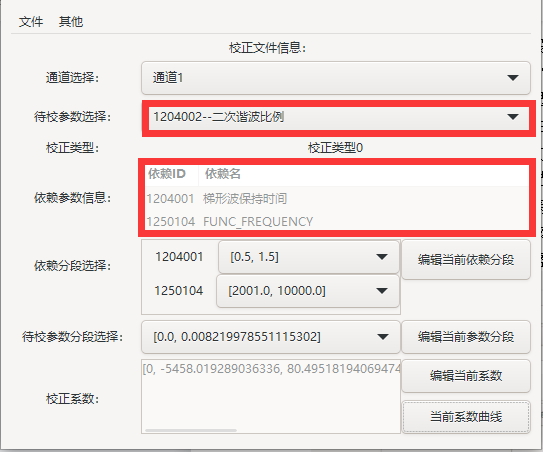 文件 其他
校正文件信息：
通道选择： 通道1
待校参数选择： 1204002--二次谐波比例
校正类型： 校正类型0
依赖参数信息：
依赖ID 依赖名
1204001 梯形波保持时间
1250104 FUNC_FREQUENCY
依赖分段选择：
1204001 [0.5, 1.5]
1250104 [2001.0, 10000.0]
编辑当前依赖分段
待校参数分段选择： [0.0, 0.008219978551115302] 编辑当前参数分段
校正系数：
[0, -5458.019289036336, 80.49518194069474
编辑当前系数
当前系数曲线